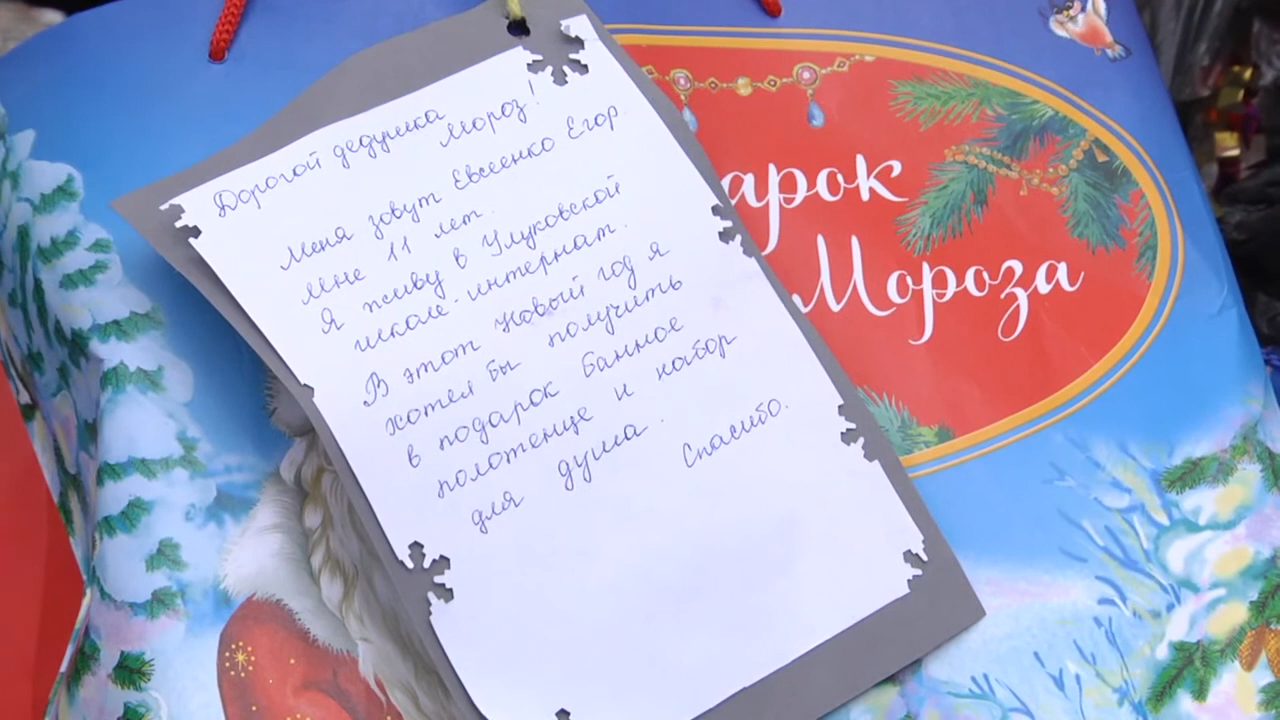 Дорогой дедушка
Мороз!
Меня зовут Евсеенко Егор.
Мне 11 лет.
Я живу в Улуковской
школе-интернат.
В этот Новый год я
хотел бы получить
в подарок банное
полотенце и набор
для душа.
Спасибо.
арок
Мороза